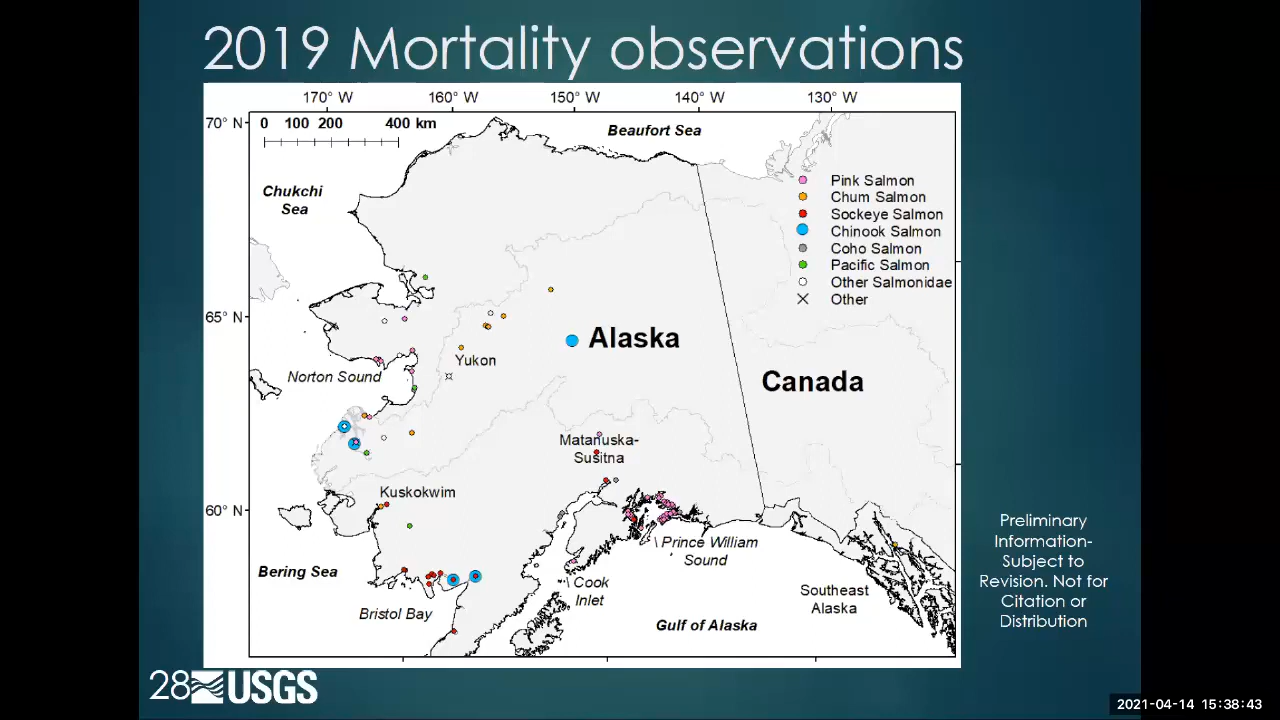 2019 Mortality observations
170° W 160° W 150° W 140° W 130° W
70° N
0 100 200 400 km
Beaufort Sea
Chukchi
Sea
Pink Salmon
Chum Salmon
Sockeye Salmon
Chinook Salmon
Coho Salmon
Pacific Salmon
Other Salmonidae
Other
65° N
Alaska
Yukon
Norton Sound
Canada
Matanuska-
Susitna
Kuskokwim
60° N
Prince William
Sound
Bering Sea
Cook
Inlet
Southeast
Alaska
Bristol Bay
Gulf of Alaska
Preliminary
Information-
Subject to
Revision. Not for
Citation or
Distribution
28 USGS
2021-04-14 15:38:43